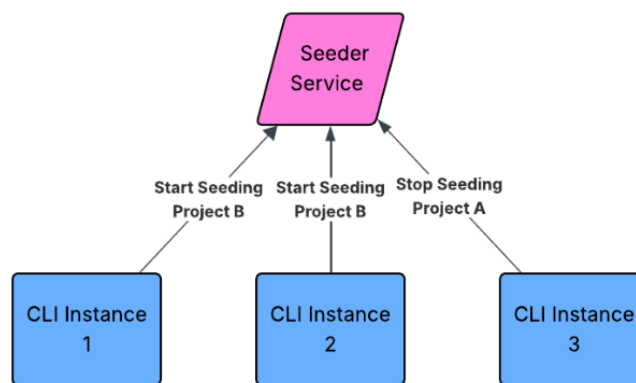 Seeder
Service
Start Seeding
Project B
Start Seeding
Project B
Stop Seeding
Project A
CLI Instance
1
CLI Instance
2
CLI Instance
3